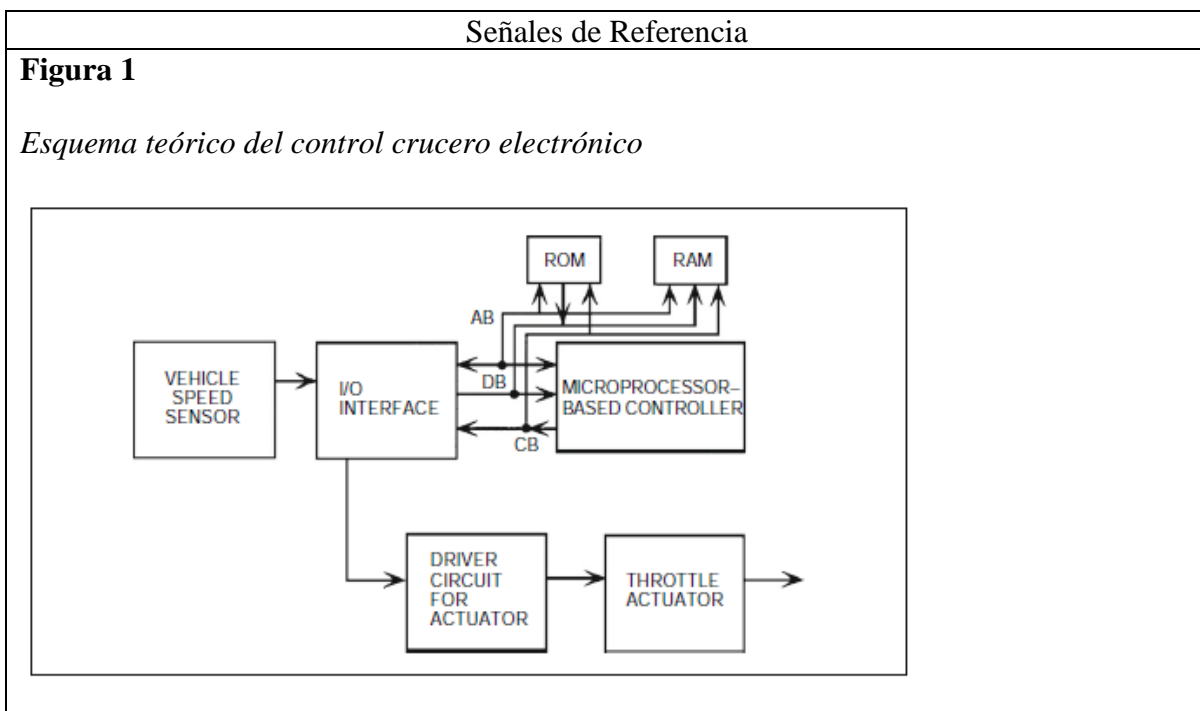 Señales de Referencia
Figura 1
Esquema teórico del control crucero electrónico
ROM
RAM
AB
VEHICLE
SPEED
SENSOR
I/O
INTERFACE
DB
MICROPROCESSOR–
BASED CONTROLLER
CB
DRIVER
CIRCUIT
FOR
ACTUATOR
THROTTLE
ACTUATOR